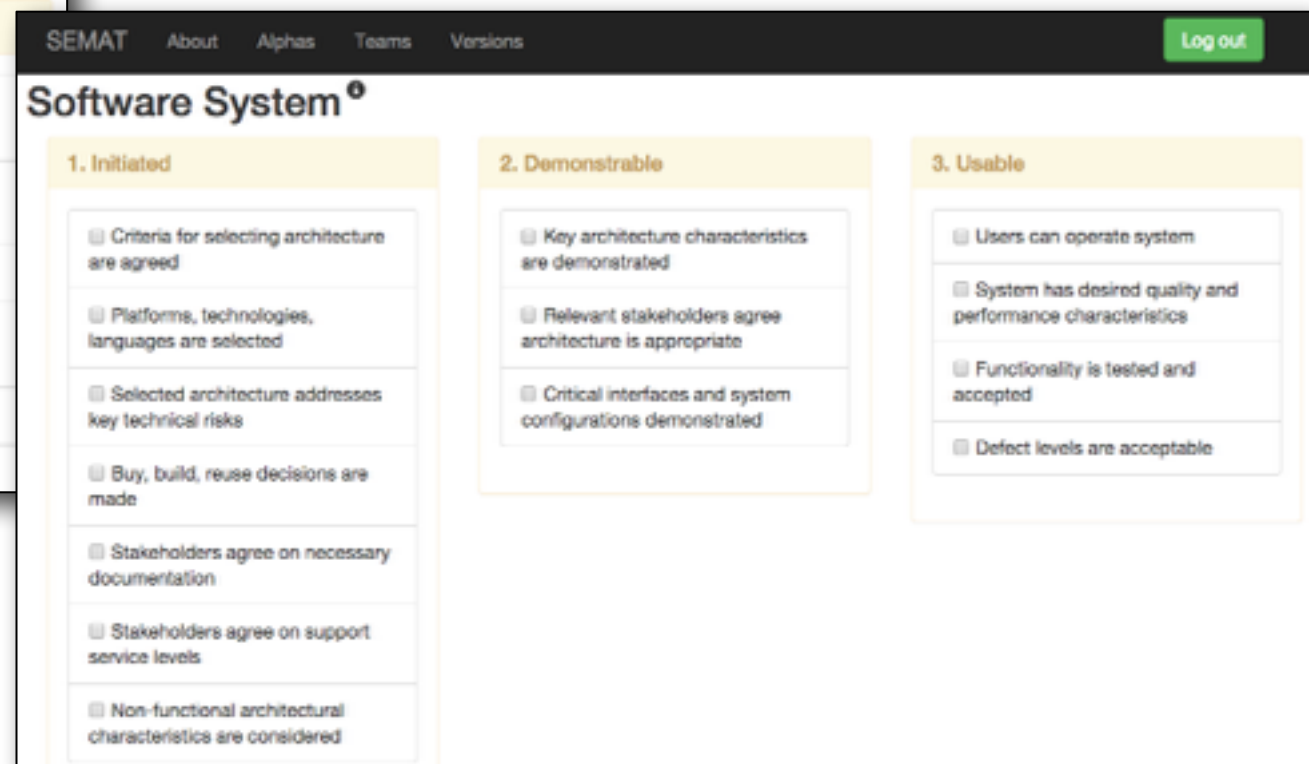 SEMAT About Alphas Teams Versions Log out
Software System
1. Initiated
Criteria for selecting architecture
are agreed
Platforms, technologies,
languages are selected
Selected architecture addresses
key technical risks
Buy, build, reuse decisions are
made
Stakeholders agree on necessary
documentation
Stakeholders agree on support
service levels
Non-functional architectural
characteristics are considered
2. Demonstrable
Key architecture characteristics
are demonstrated
Relevant stakeholders agree
architecture is appropriate
Critical interfaces and system
configurations demonstrated
3. Usable
Users can operate system
System has desired quality and
performance characteristics
Functionality is tested and
accepted
Defect levels are acceptable